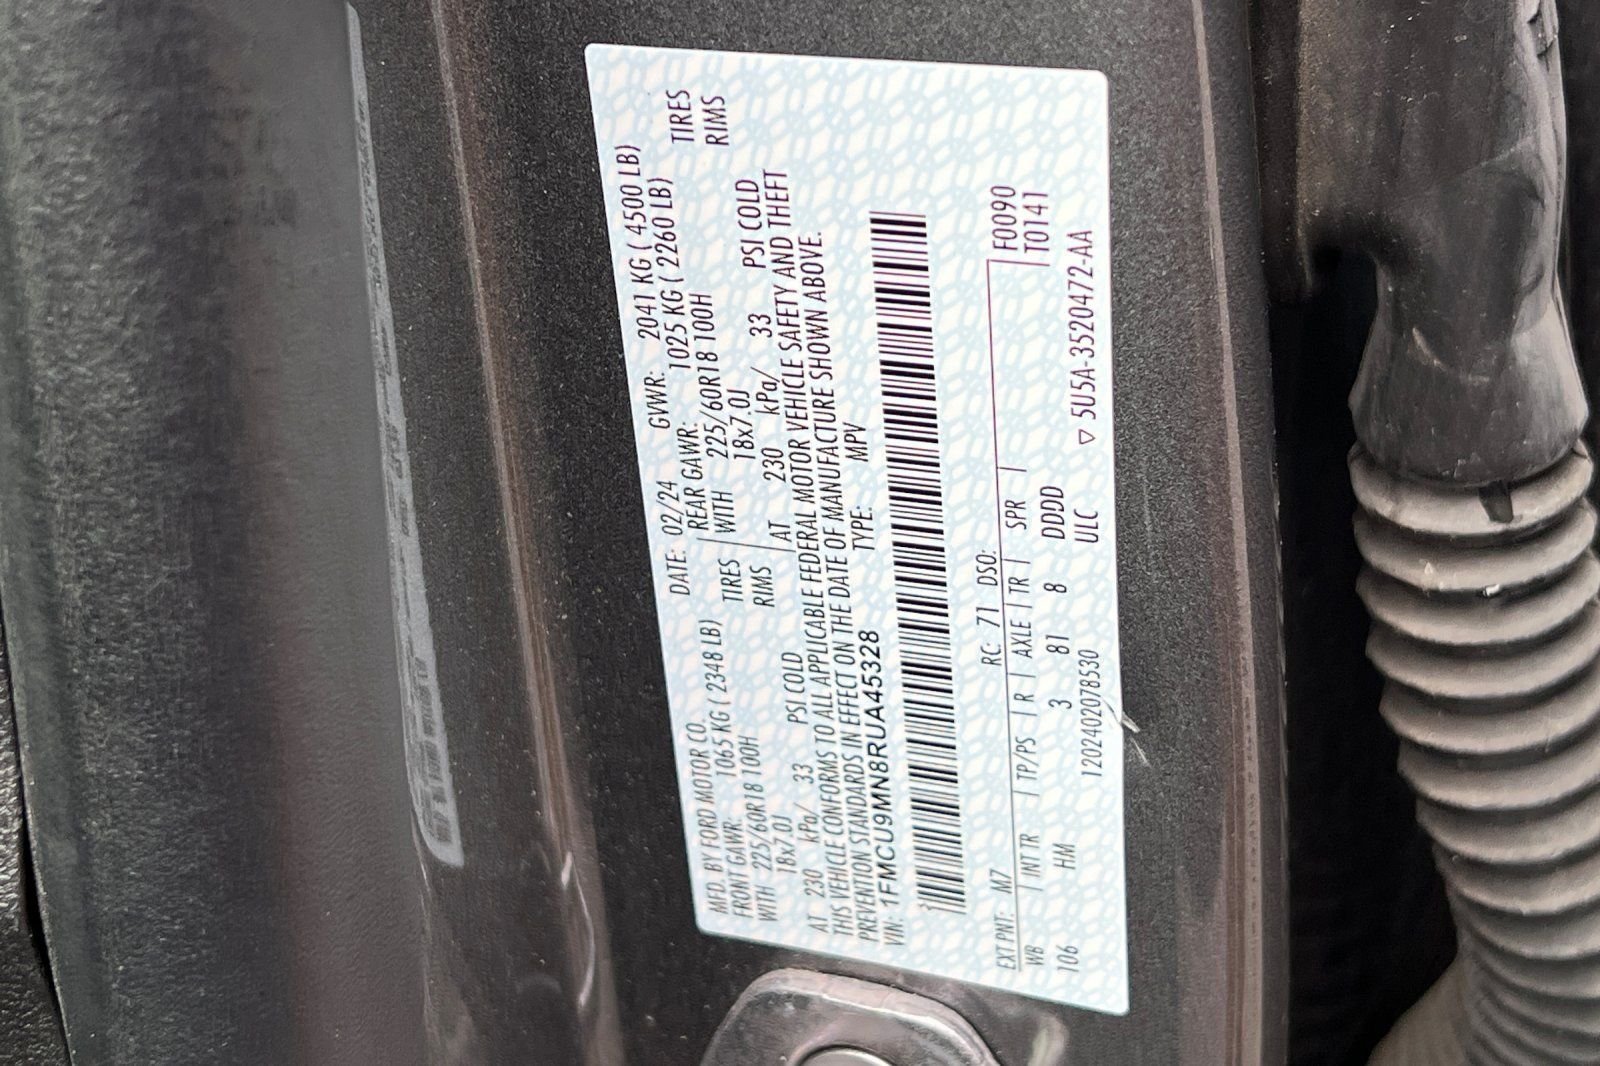 MFD. BY FORD MOTOR CO. DATE: 02/24 GVWR: 2041 KG ( 4500 LB)
FRONT GAWR: 1065 KG ( 2348 LB) REAR GAWR: 1025 KG ( 2260 LB)
WITH 225/60R18 100H TIRES WITH 225/60R18 100H TIRES
18x7.0J RIMS 18x7.0J RIMS
AT 230 kPa/ 33 PSI COLD AT 230 kPa/ 33 PSI COLD
THIS VEHICLE CONFORMS TO ALL APPLICABLE FEDERAL MOTOR VEHICLE SAFETY AND THEFT
PREVENTION STANDARDS IN EFFECT ON THE DATE OF MANUFACTURE SHOWN ABOVE.
VIN: 1FMCU9MN8RUA45328 TYPE: MPV
EXT PNT: M7 RC: 71 DSO: F0090
WB INT TR TP/PS R AXLE TR SPR T0141
106 HM 3 81 8 DDDD
1202402078530 ULC ▽ 5U5A-3520472-AA